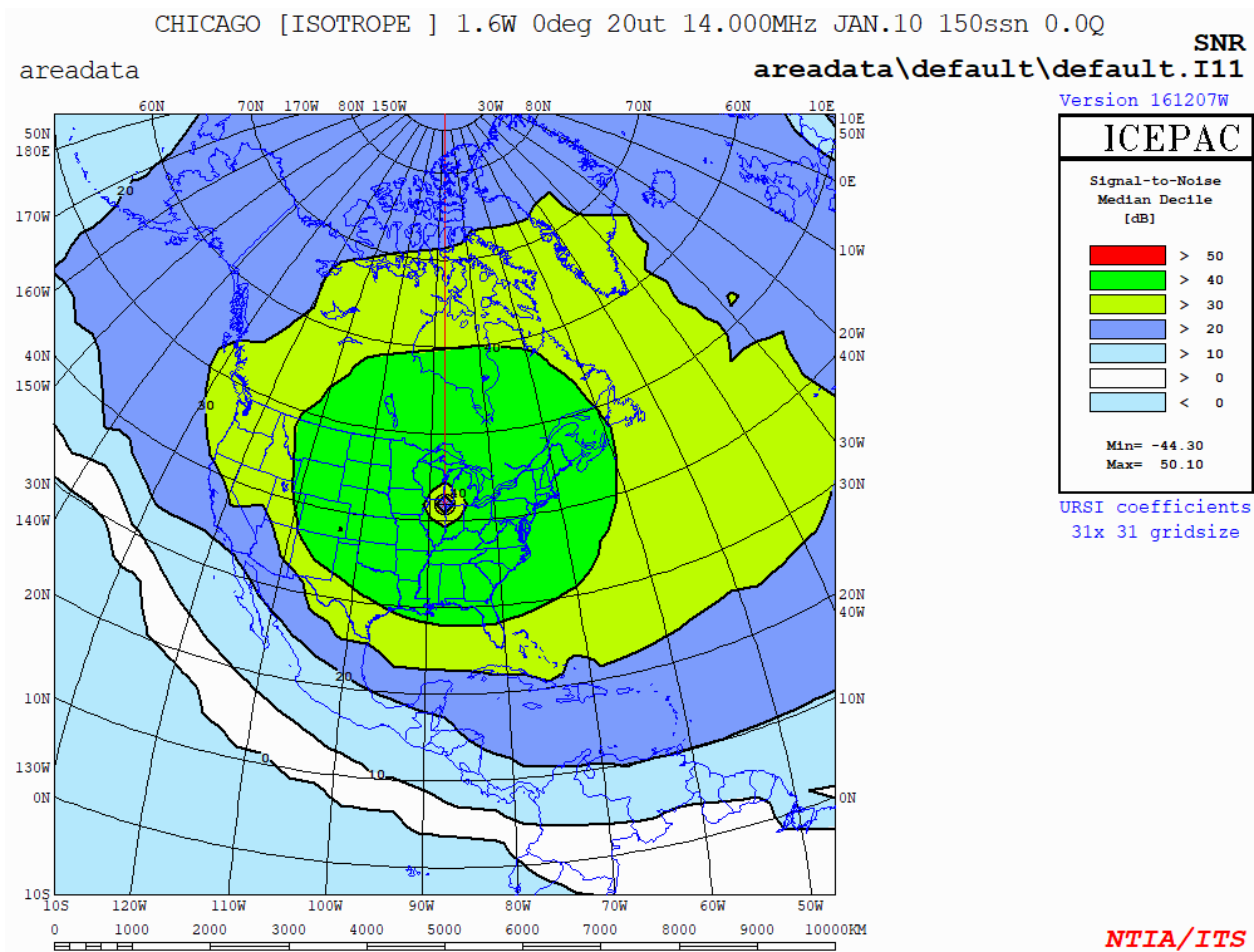 CHICAGO [ISOTROPE ] 1.6W 0deg 20ut 14.000MHz JAN.10 150ssn 0.0Q
SNR
areadata
areadata\default\default.I11
Version 161207W
60N 70N 170W 80N 150W 30W 80N 70N 60N 10E
50N
180E
170W
160W
40N
150W
30N
140W
20N
10N
130W
0N
10S
10E
50N
0E
10W
20W
40N
30W
30N
20N
40W
10N
0N
20
40
30
40
20
10
0
10S 120W 110W 100W 90W 80W 70W 60W 50W
0 1000 2000 3000 4000 5000 6000 7000 8000 9000 10000KM
ICEPAC
Signal-to-Noise
Median Decile
[dB]
> 50
> 40
> 30
> 20
> 10
> 0
< 0
Min= -44.30
Max= 50.10
URSI coefficients
31x 31 gridsize
NTIA/ITS